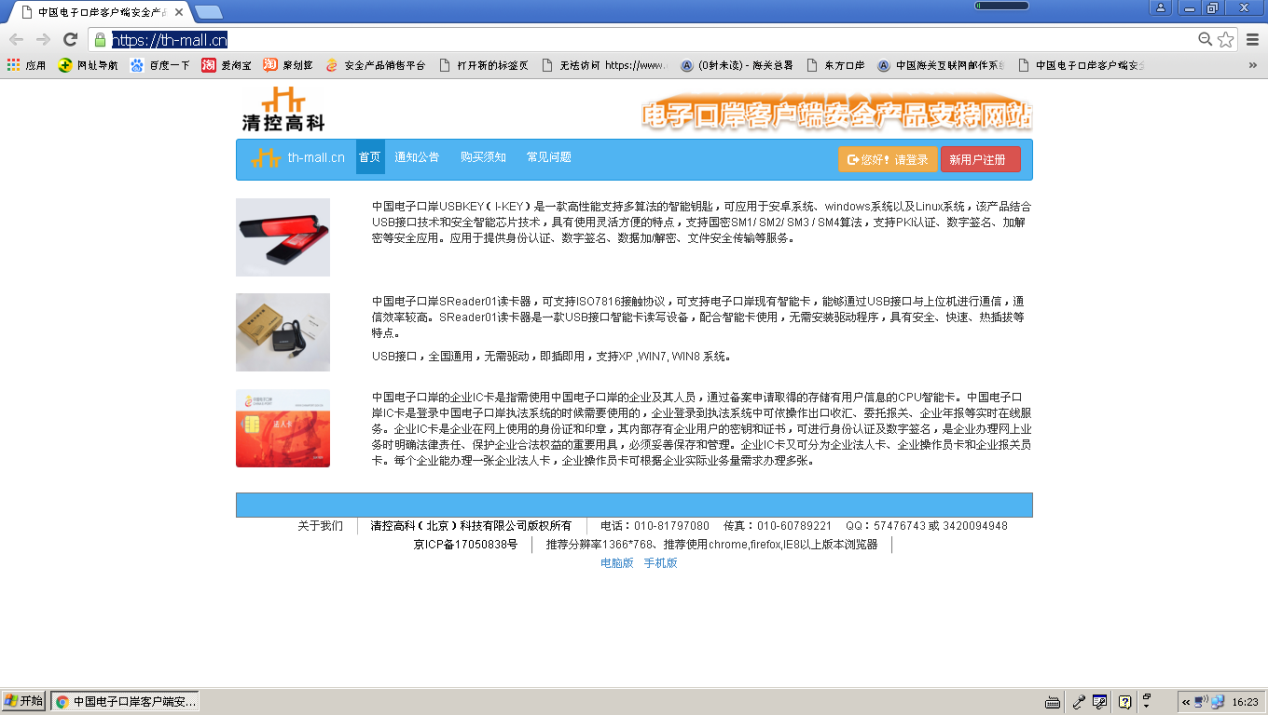 中国电子口岸客户端安全产品
https://th-mall.cn
应用 网址导航 百度一下 爱淘宝 聚划算 安全产品销售平台 打开新的标签页 无法访问 https://www. (0封未读) - 海关总署 东方口岸 中国海关互联网邮件系 中国电子口岸客户端安
清控高科
电子口岸客户端安全产品支持网站
th-mall.cn 首页 通知公告 购买须知 常见问题 您好！请登录 新用户注册
中国电子口岸USBKEY（I-KEY）是一款高性能支持多算法的智能钥匙，可应用于安卓系统、windows系统以及Linux系统，该产品结合
USB接口技术和安全智能芯片技术，具有使用灵活方便的特点，支持国密SM1/ SM2/ SM3 / SM4算法，支持PKI认证、数字签名、加解
密等安全应用。应用于提供身份认证、数字签名、数据加/解密、文件安全传输等服务。
中国电子口岸SReader01读卡器，可支持ISO7816接触协议，可支持电子口岸现有智能卡，能够通过USB接口与上位机进行通信，通
信效率较高。SReader01读卡器是一款USB接口智能卡读写设备，配合智能卡使用，无需安装驱动程序，具有安全、快速、热插拔等
特点。
USB接口，全国通用，无需驱动，即插即用，支持XP ,WIN7, WIN8 系统。
中国电子口岸的企业IC卡是指需使用中国电子口岸的企业及其人员，通过备案申请取得的存储有用户信息的CPU智能卡。中国电子口
岸IC卡是登录中国电子口岸执法系统的时候需要使用的，企业登录到执法系统中可依操作出口收汇、委托报关、企业年报等实时在线服
务。企业IC卡是企业在网上使用的身份证和印章，其内部存有企业用户的密钥和证书，可进行身份认证及数字签名，是企业办理网上业
务时明确法律责任、保护企业合法权益的重要用具，必须妥善保存和管理。企业IC卡又可分为企业法人卡、企业操作员卡和企业报关员
卡。每个企业能办理一张企业法人卡，企业操作员卡可根据企业实际业务量需求办理多张。
法人卡
关于我们 清控高科（北京）科技有限公司版权所有 电话：010-81797080 传真：010-60789221 QQ：57476743 或 3420094948
京ICP备17050838号 推荐分辨率1366*768、推荐使用chrome,firefox,IE8以上版本浏览器
电脑版 手机版
开始 中国电子口岸客户端安... 16:23